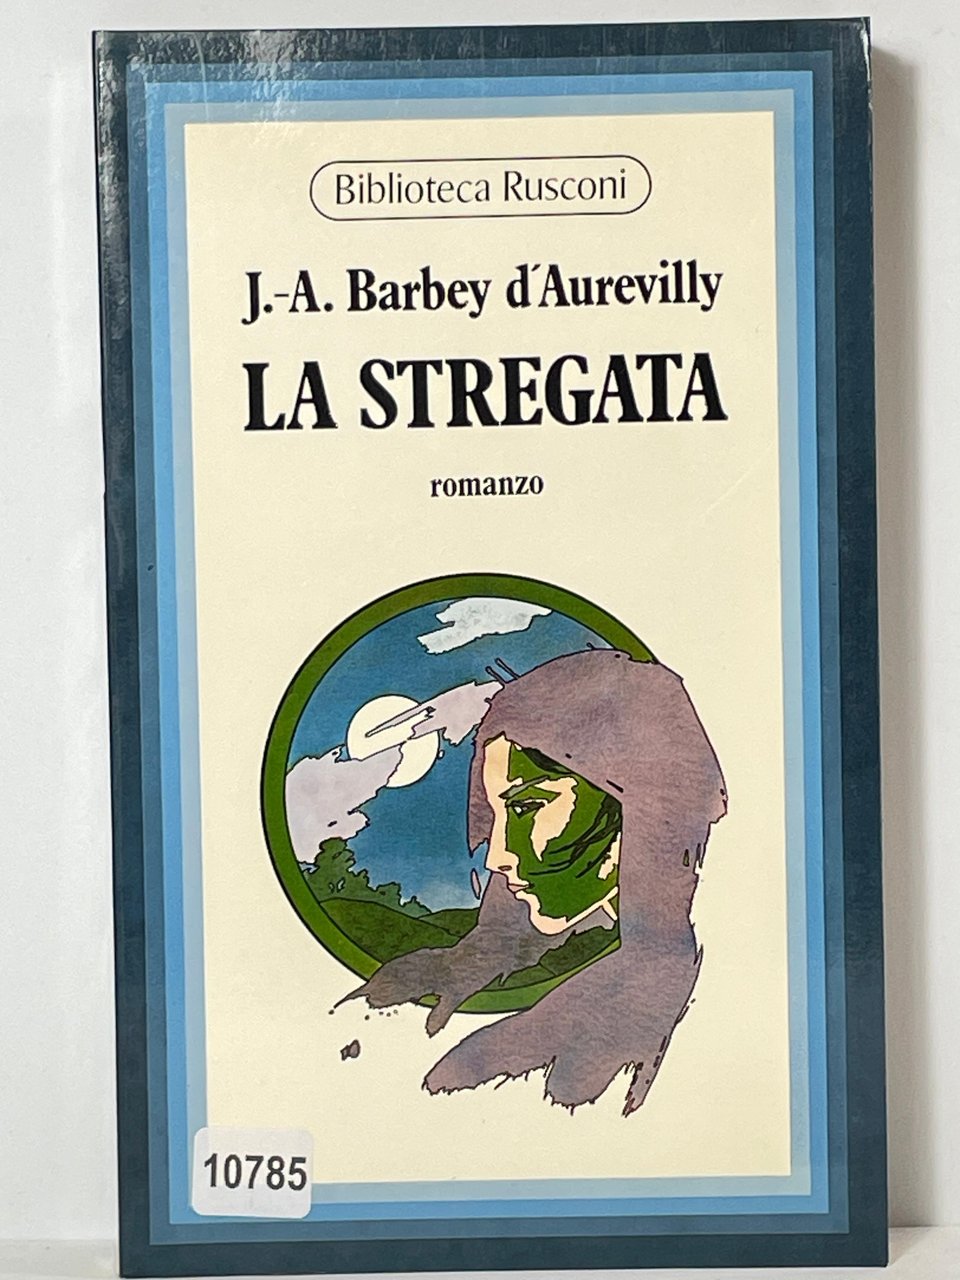 Biblioteca Rusconi
J.-A. Barbey d'Aurevilly
LA STREGATA
romanzo
10785